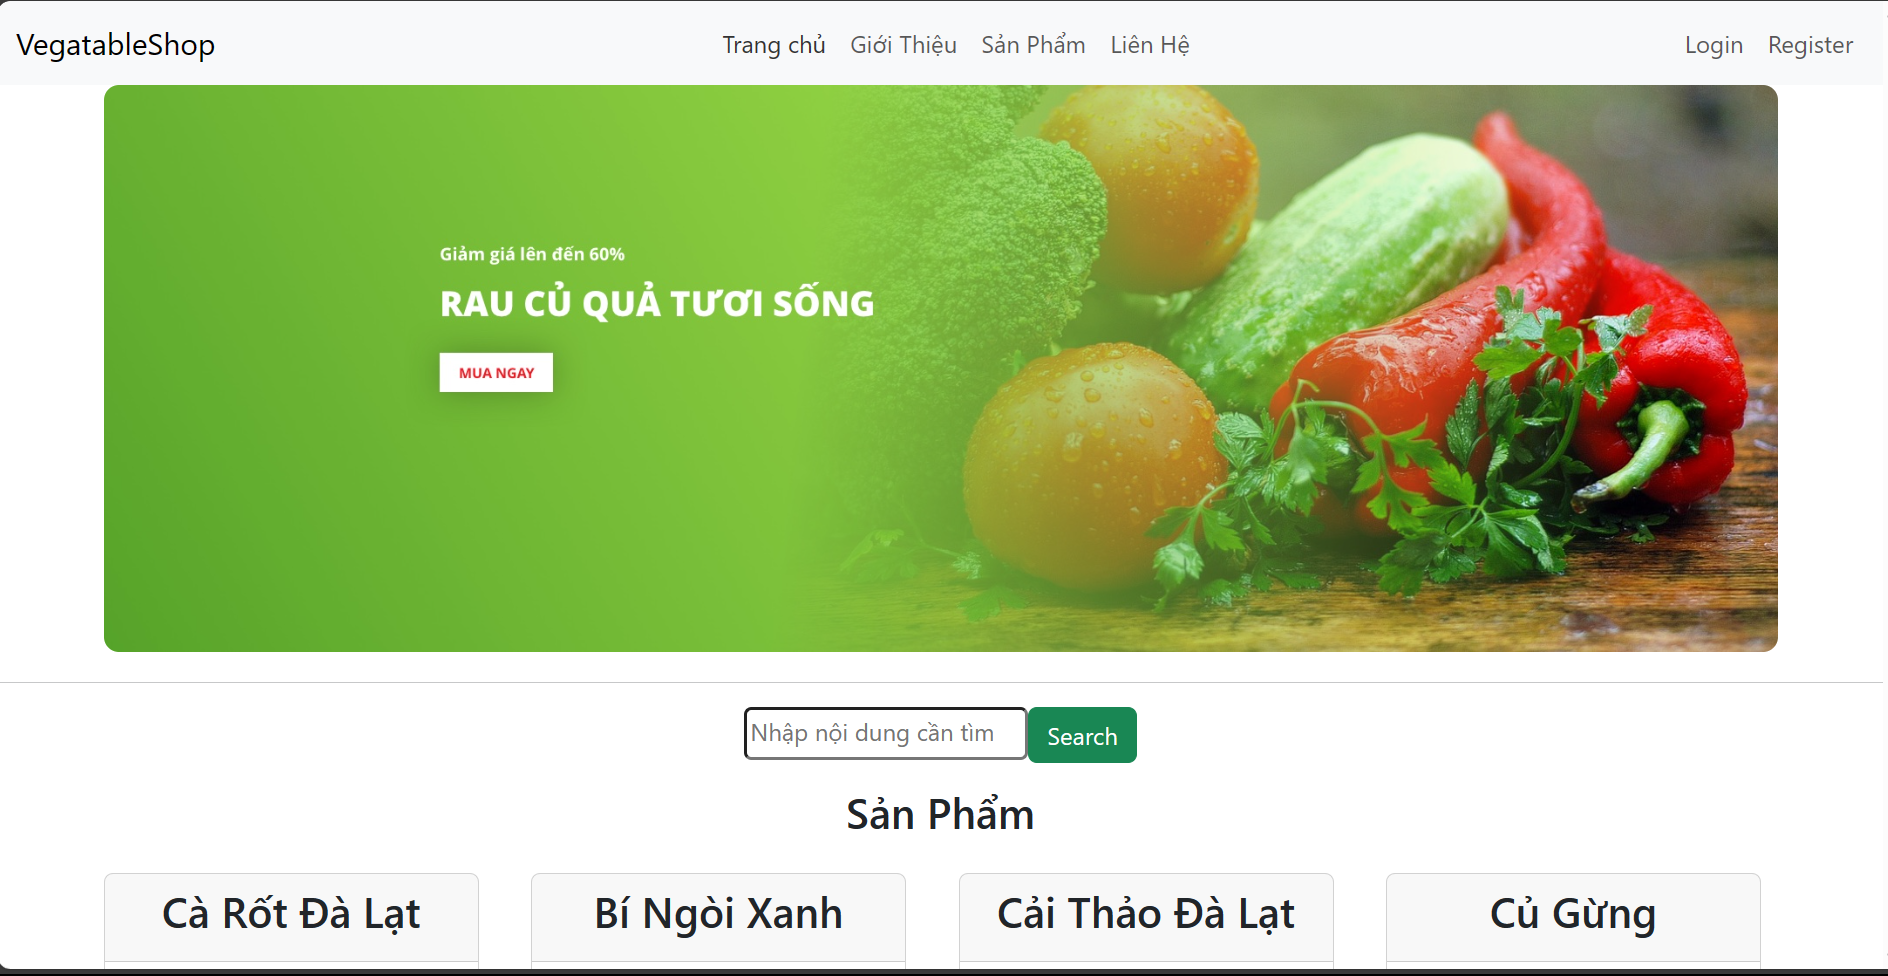 VegatableShop
Trang chủ Giới Thiệu Sản Phẩm Liên Hệ
Login Register
Giảm giá lên đến 60%
RAU CỦ QUẢ TƯƠI SỐNG
MUA NGAY
Nhập nội dung cần tìm
Search
Sản Phẩm
Cà Rốt Đà Lạt
Bí Ngòi Xanh
Cải Thảo Đà Lạt
Củ Gừng